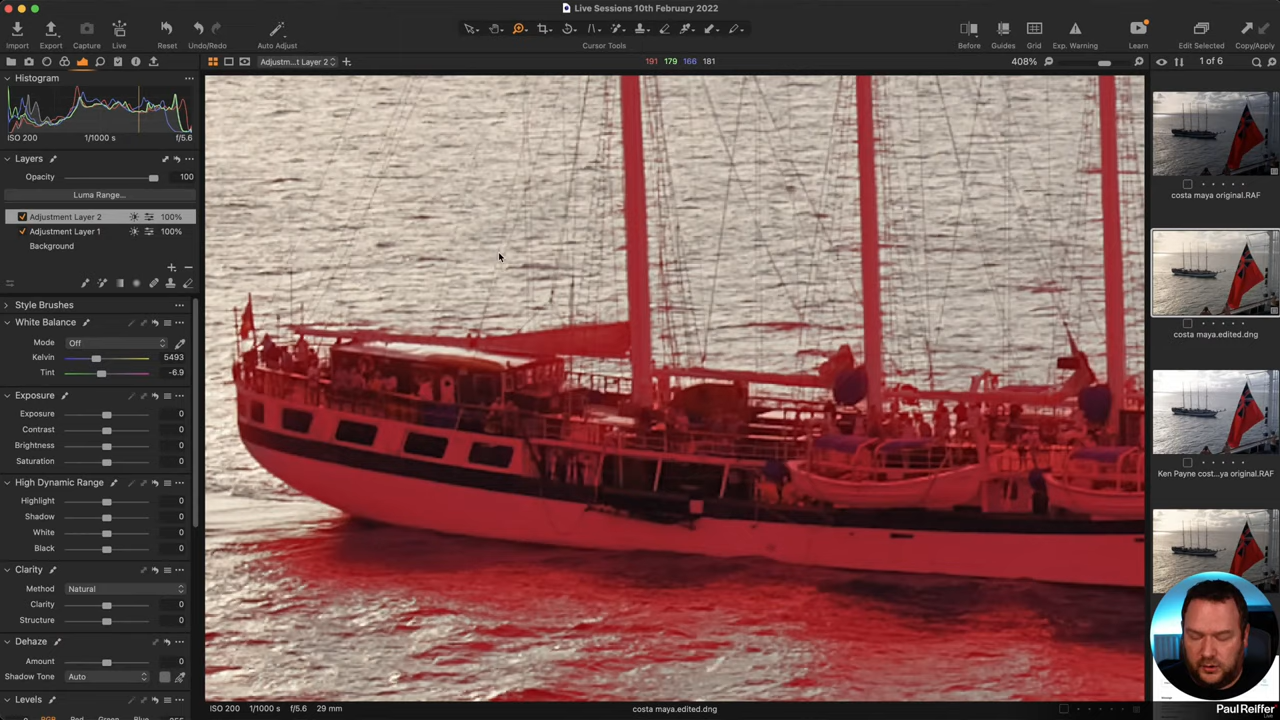 Live Sessions 10th February 2022
Import Export Capture Live Reset Undo/Redo Auto Adjust Cursor Tools Before Guides Grid Exp. Warning Learn Edit Selected Copy/Apply
Adjustm...t Layer 2 191 179 166 181 408% 1 of 6
Histogram
ISO 200 1/1000 s f/5.6
Layers
Opacity 100
Luma Range...
Adjustment Layer 2 100%
Adjustment Layer 1 100%
Background
Style Brushes
White Balance
Mode Off
Kelvin 5493
Tint -6.9
Exposure
Exposure 0
Contrast 0
Brightness 0
Saturation 0
High Dynamic Range
Highlight 0
Shadow 0
White 0
Black 0
Clarity
Method Natural
Clarity 0
Structure 0
Dehaze
Amount 0
Shadow Tone Auto
Levels
RGB Red Green Blue
ISO 200 1/1000 s f/5.6 29 mm costa maya.edited.dng
costa maya original.RAF
costa maya.edited.dng
Ken Payne cost...ya original.RAF
Paul Reiffer